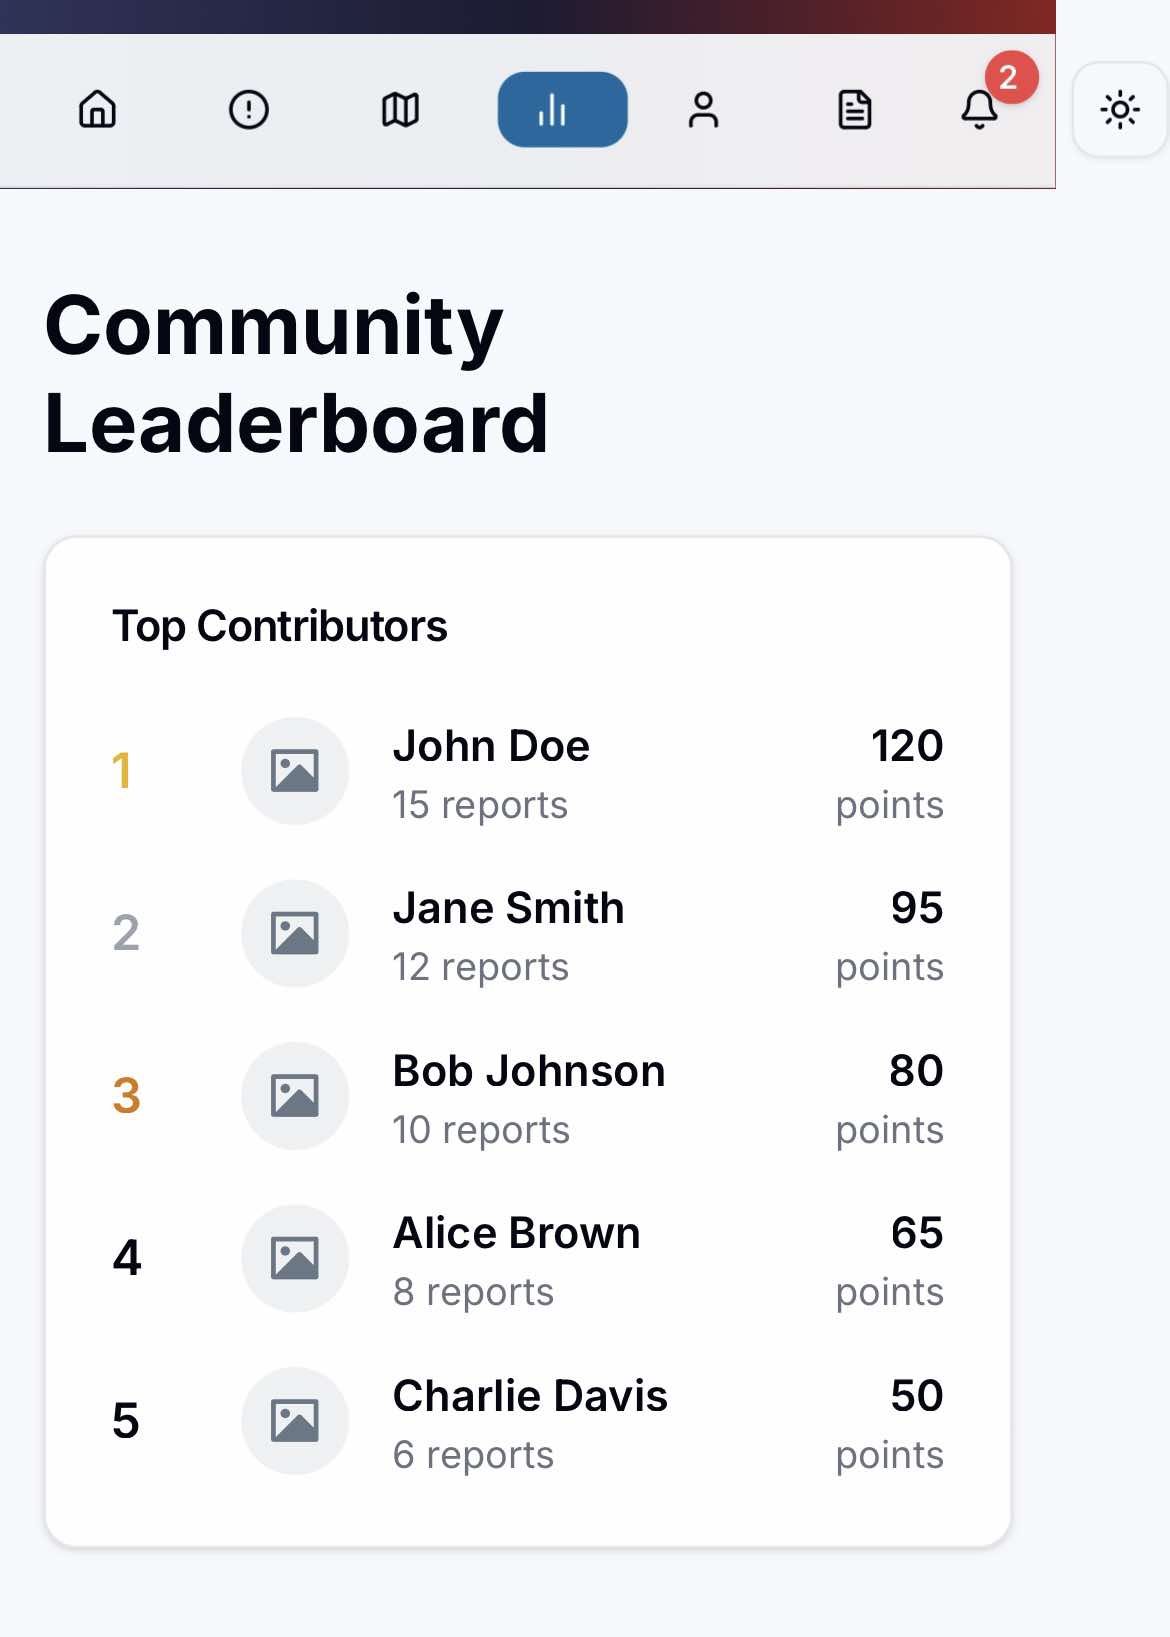 2
Community
Leaderboard
Top Contributors
1
John Doe
120
15 reports
points
2
Jane Smith
95
12 reports
points
3
Bob Johnson
80
10 reports
points
4
Alice Brown
65
8 reports
points
5
Charlie Davis
50
6 reports
points